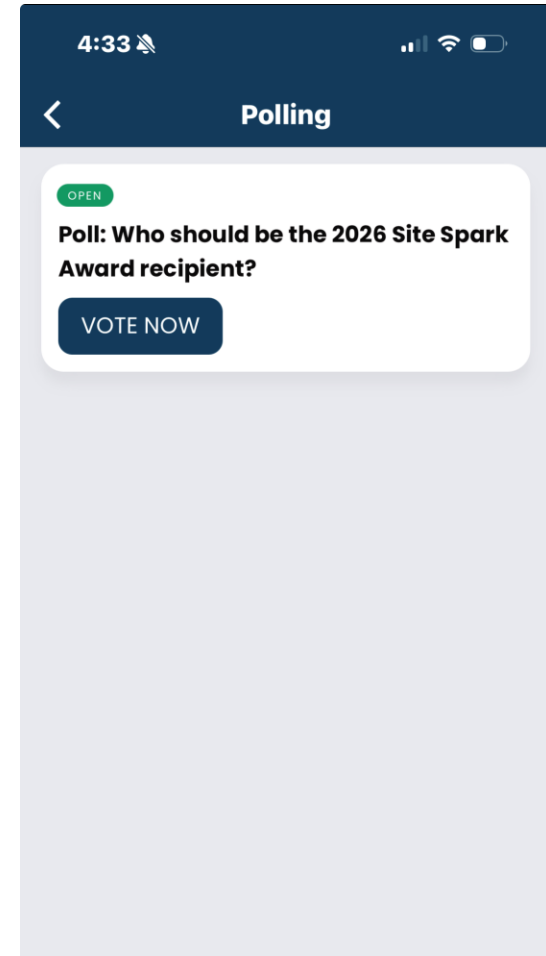 4:33
Polling
OPEN
Poll: Who should be the 2026 Site Spark
Award recipient?
VOTE NOW